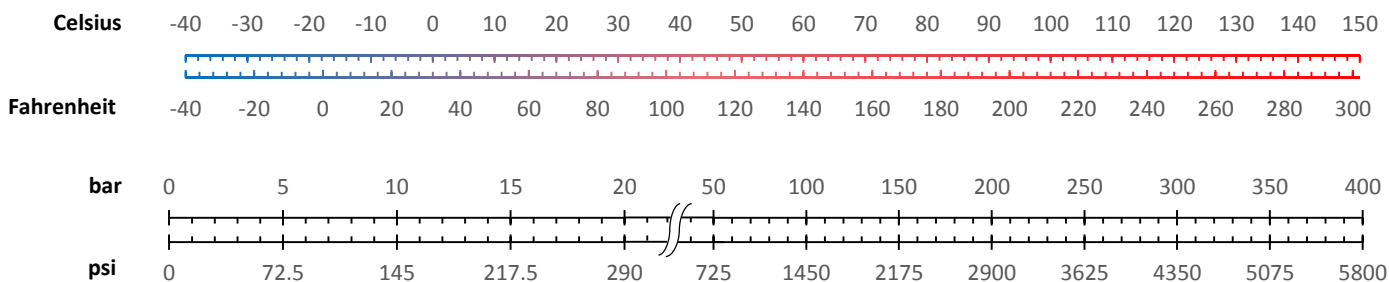 Celsius -40 -30 -20 -10 0 10 20 30 40 50 60 70 80 90 100 110 120 130 140 150
Fahrenheit -40 -20 0 20 40 60 80 100 120 140 160 180 200 220 240 260 280 300
bar 0 5 10 15 20 50 100 150 200 250 300 350 400
psi 0 72.5 145 217.5 290 725 1450 2175 2900 3625 4350 5075 5800